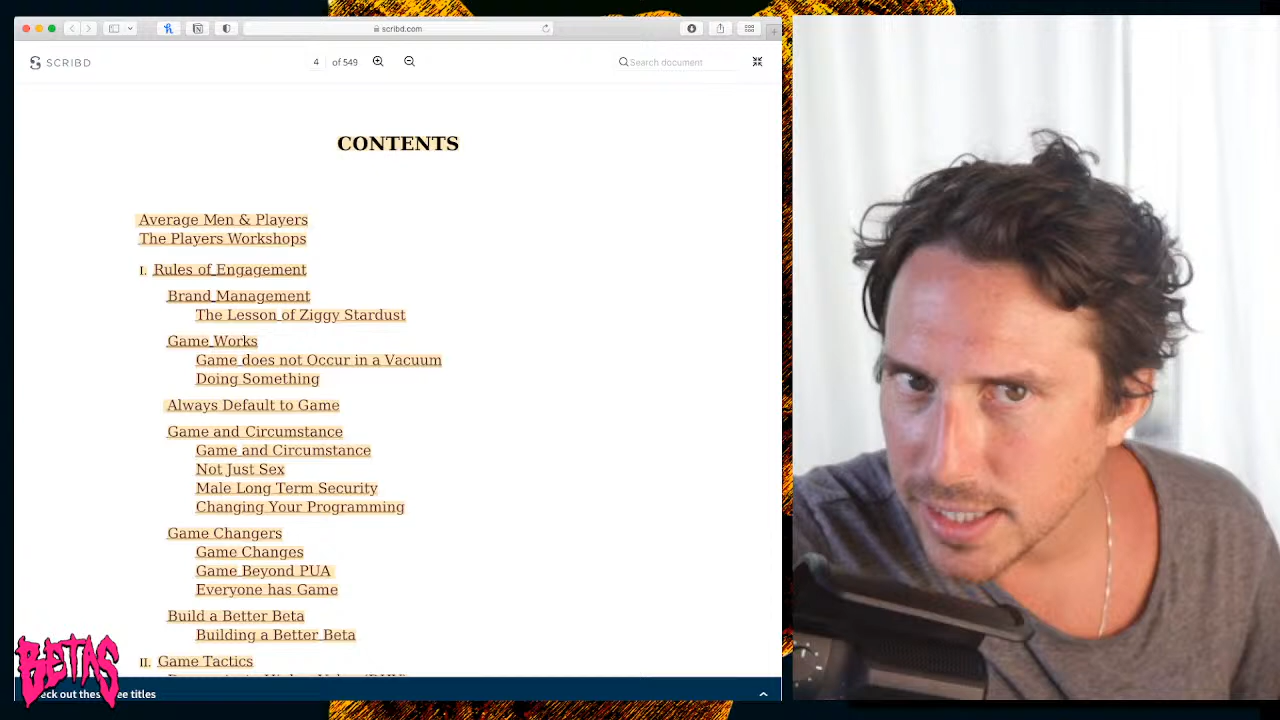 scribd.com
SCRIBD
4 of 549
Search document
CONTENTS
Average Men & Players
The Players Workshops
I. Rules of Engagement
Brand Management
The Lesson of Ziggy Stardust
Game Works
Game does not Occur in a Vacuum
Doing Something
Always Default to Game
Game and Circumstance
Game and Circumstance
Not Just Sex
Male Long Term Security
Changing Your Programming
Game Changers
Game Changes
Game Beyond PUA
Everyone has Game
Build a Better Beta
Building a Better Beta
II. Game Tactics
BETAS
titles